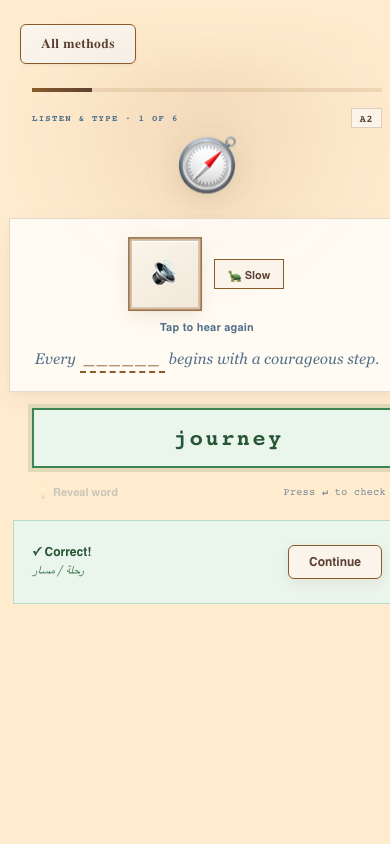 All methods
LISTEN & TYPE · 1 OF 6
A2
🐢 Slow
Tap to hear again
Every ______ begins with a courageous step.
journey
💡 Reveal word
Press ↵ to check
✓ Correct!
رحلة / مسار
Continue